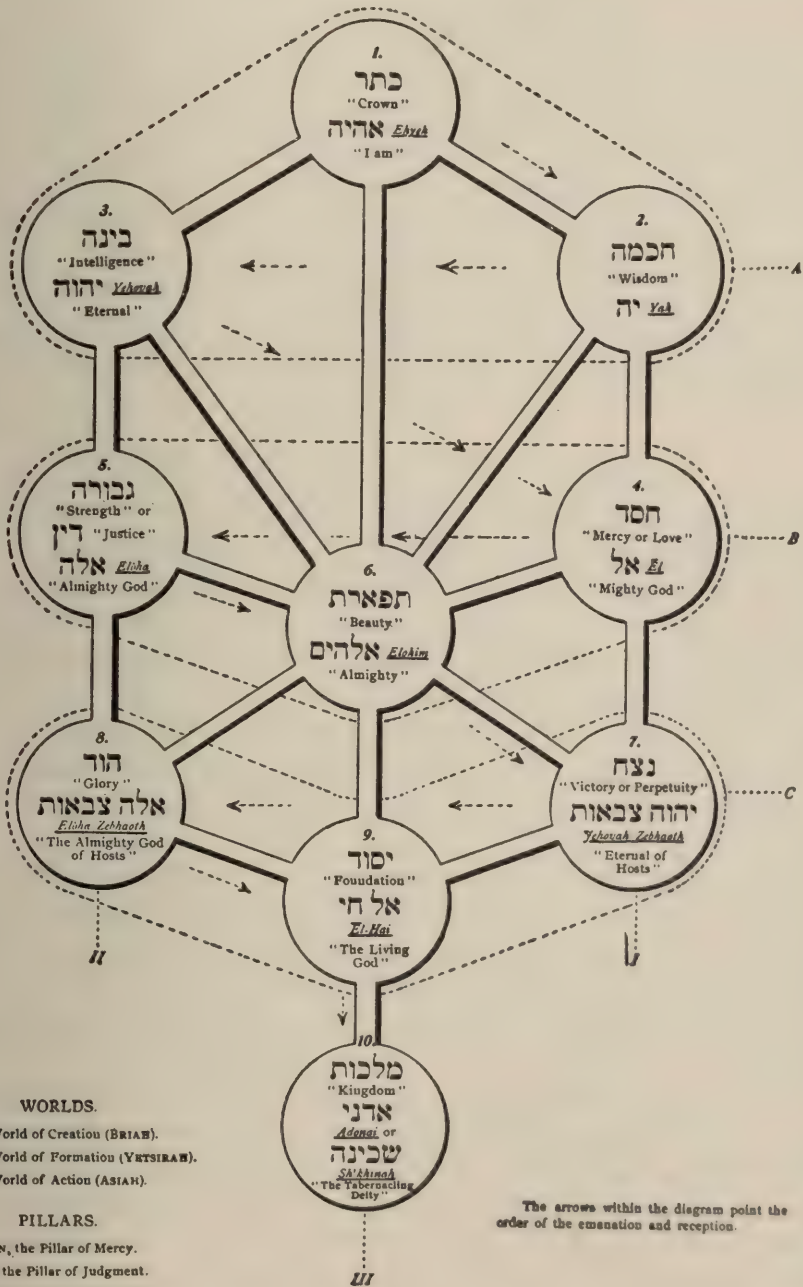 1.
כתר
"Crown"
אהיה Ehyeh
"I am"
3.
בינה
"Intelligence"
יהוה Yehovah
"Eternal"
2.
חכמה
"Wisdom"
יה Yah
A
5.
גבורה
"Strength" or
דין "Justice"
אלה Eloha
"Almighty God"
4.
חסד
"Mercy or Love"
אל El
"Mighty God"
B
6.
תפארת
"Beauty"
אלהים Elohim
"Almighty"
8.
הוד
"Glory"
אלה צבאות
Eloha Zebhaoth
"The Almighty God
of Hosts"
7.
נצח
"Victory or Perpetuity"
יהוה צבאות
Yehovah Zebhaoth
"Eternal of
Hosts"
C
9.
יסוד
"Foundation"
אל חי
El-Hai
"The Living
God"
II
I
10.
מלכות
"Kingdom"
אדני
Adonai or
שכינה
Sh'khinah
"The Tabernacling
Deity"
III
WORLDS.
World of Creation (BRIAH).
World of Formation (YETSIRAH).
World of Action (ASIAH).
PILLARS.
the Pillar of Mercy.
the Pillar of Judgment.
The arrows within the diagram point the
order of the emanation and reception.